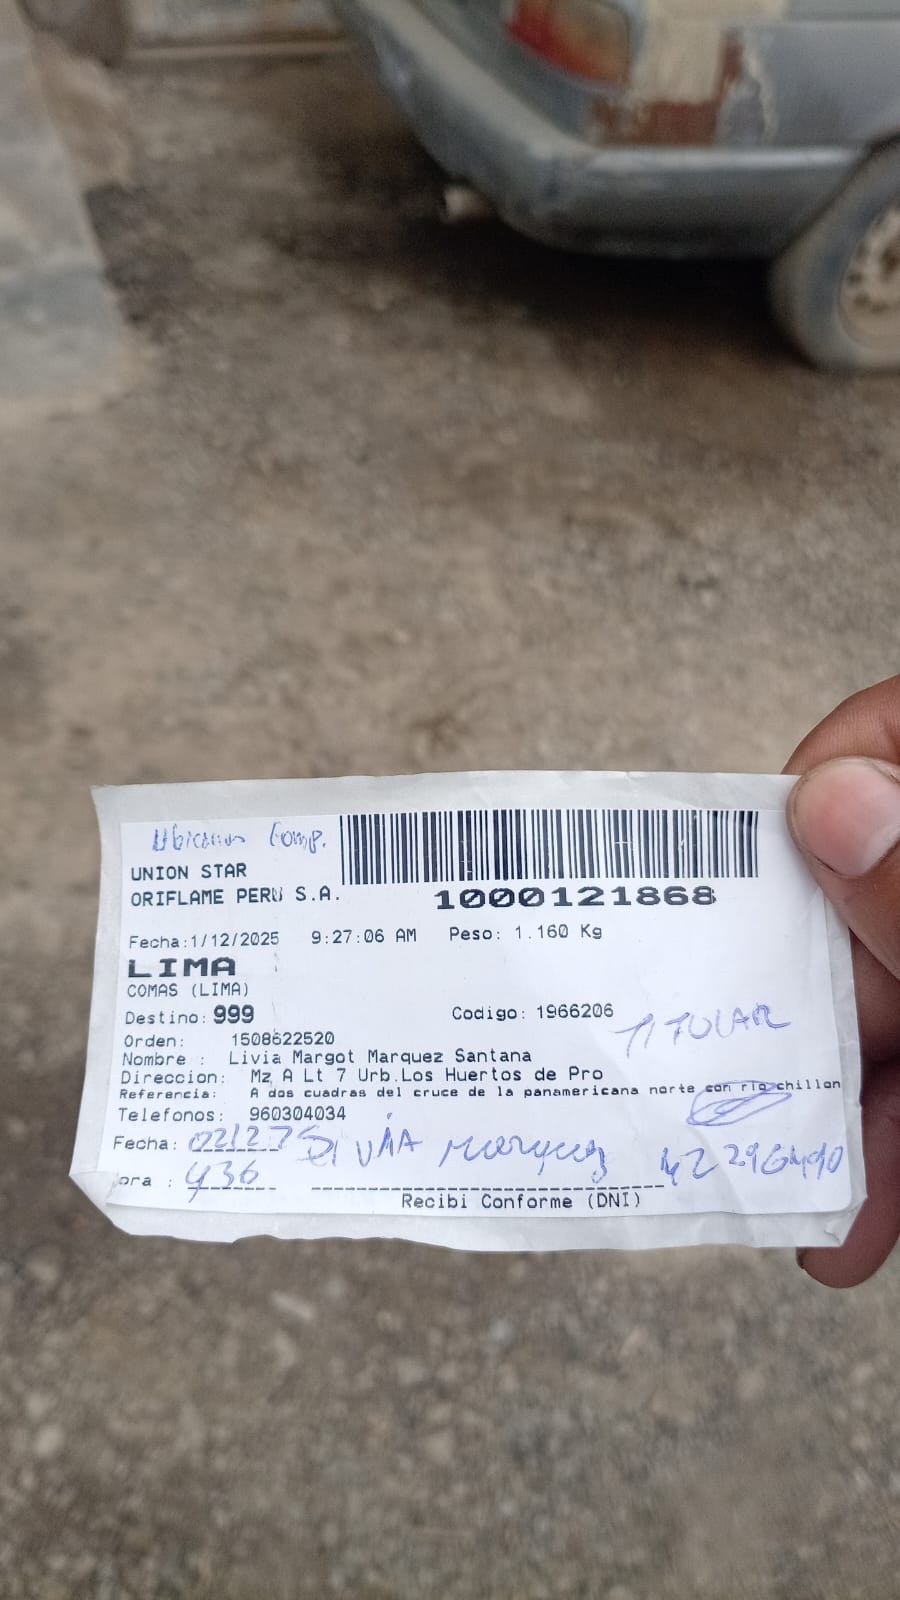 Ubicacion Comp.
UNION STAR
ORIFLAME PERU S.A.
1000121868
Fecha:1/12/2025 9:27:06 AM Peso: 1.160 Kg
LIMA
COMAS (LIMA)
Destino: 999 Codigo: 1966206
TITULAR
Orden: 1508622520
Nombre : Livia Margot Marquez Santana
Direccion: Mz A Lt 7 Urb.Los Huertos de Pro
Referencia: A dos cuadras del cruce de la panamericana norte con rio chillon
Telefonos: 960304034
Fecha: Marquez
ora : 436
Recibi Conforme (DNI)